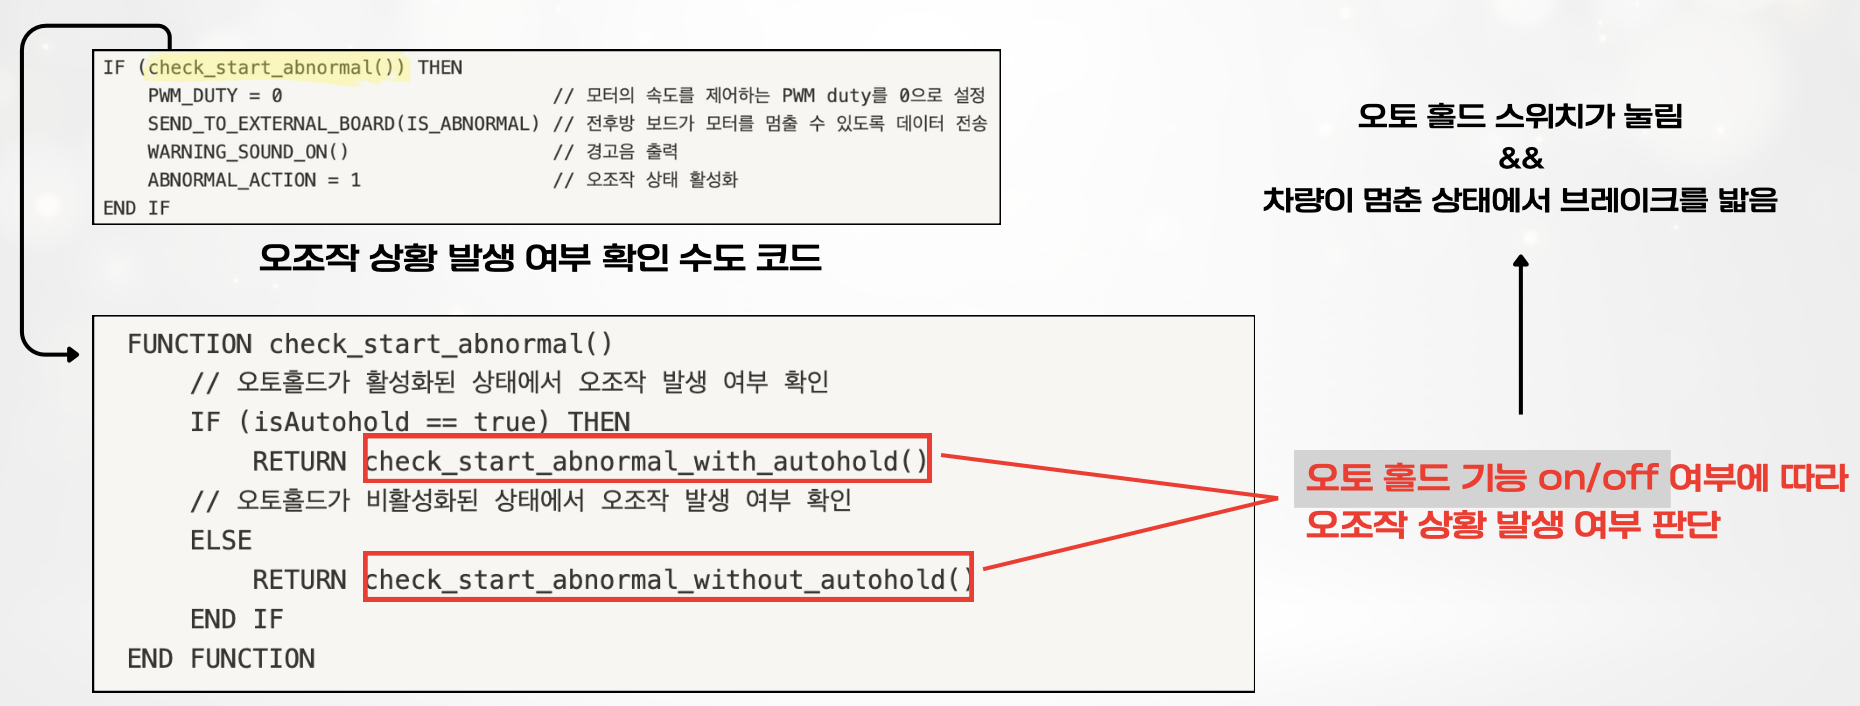 IF (check_start_abnormal()) THEN
PWM_DUTY = 0 // 모터의 속도를 제어하는 PWM duty를 0으로 설정
SEND_TO_EXTERNAL_BOARD(IS_ABNORMAL) // 전후방 보드가 모터를 멈출 수 있도록 데이터 전송
WARNING_SOUND_ON() // 경고음 출력
ABNORMAL_ACTION = 1 // 오조작 상태 활성화
END IF
오조작 상황 발생 여부 확인 수도 코드
FUNCTION check_start_abnormal()
// 오토홀드가 활성화된 상태에서 오조작 발생 여부 확인
IF (isAutohold == true) THEN
RETURN check_start_abnormal_with_autohold()
// 오토홀드가 비활성화된 상태에서 오조작 발생 여부 확인
ELSE
RETURN check_start_abnormal_without_autohold()
END IF
END FUNCTION
오토 홀드 스위치가 눌림
&&
차량이 멈춘 상태에서 브레이크를 밟음
오토 홀드 기능 on/off 여부에 따라
오조작 상황 발생 여부 판단